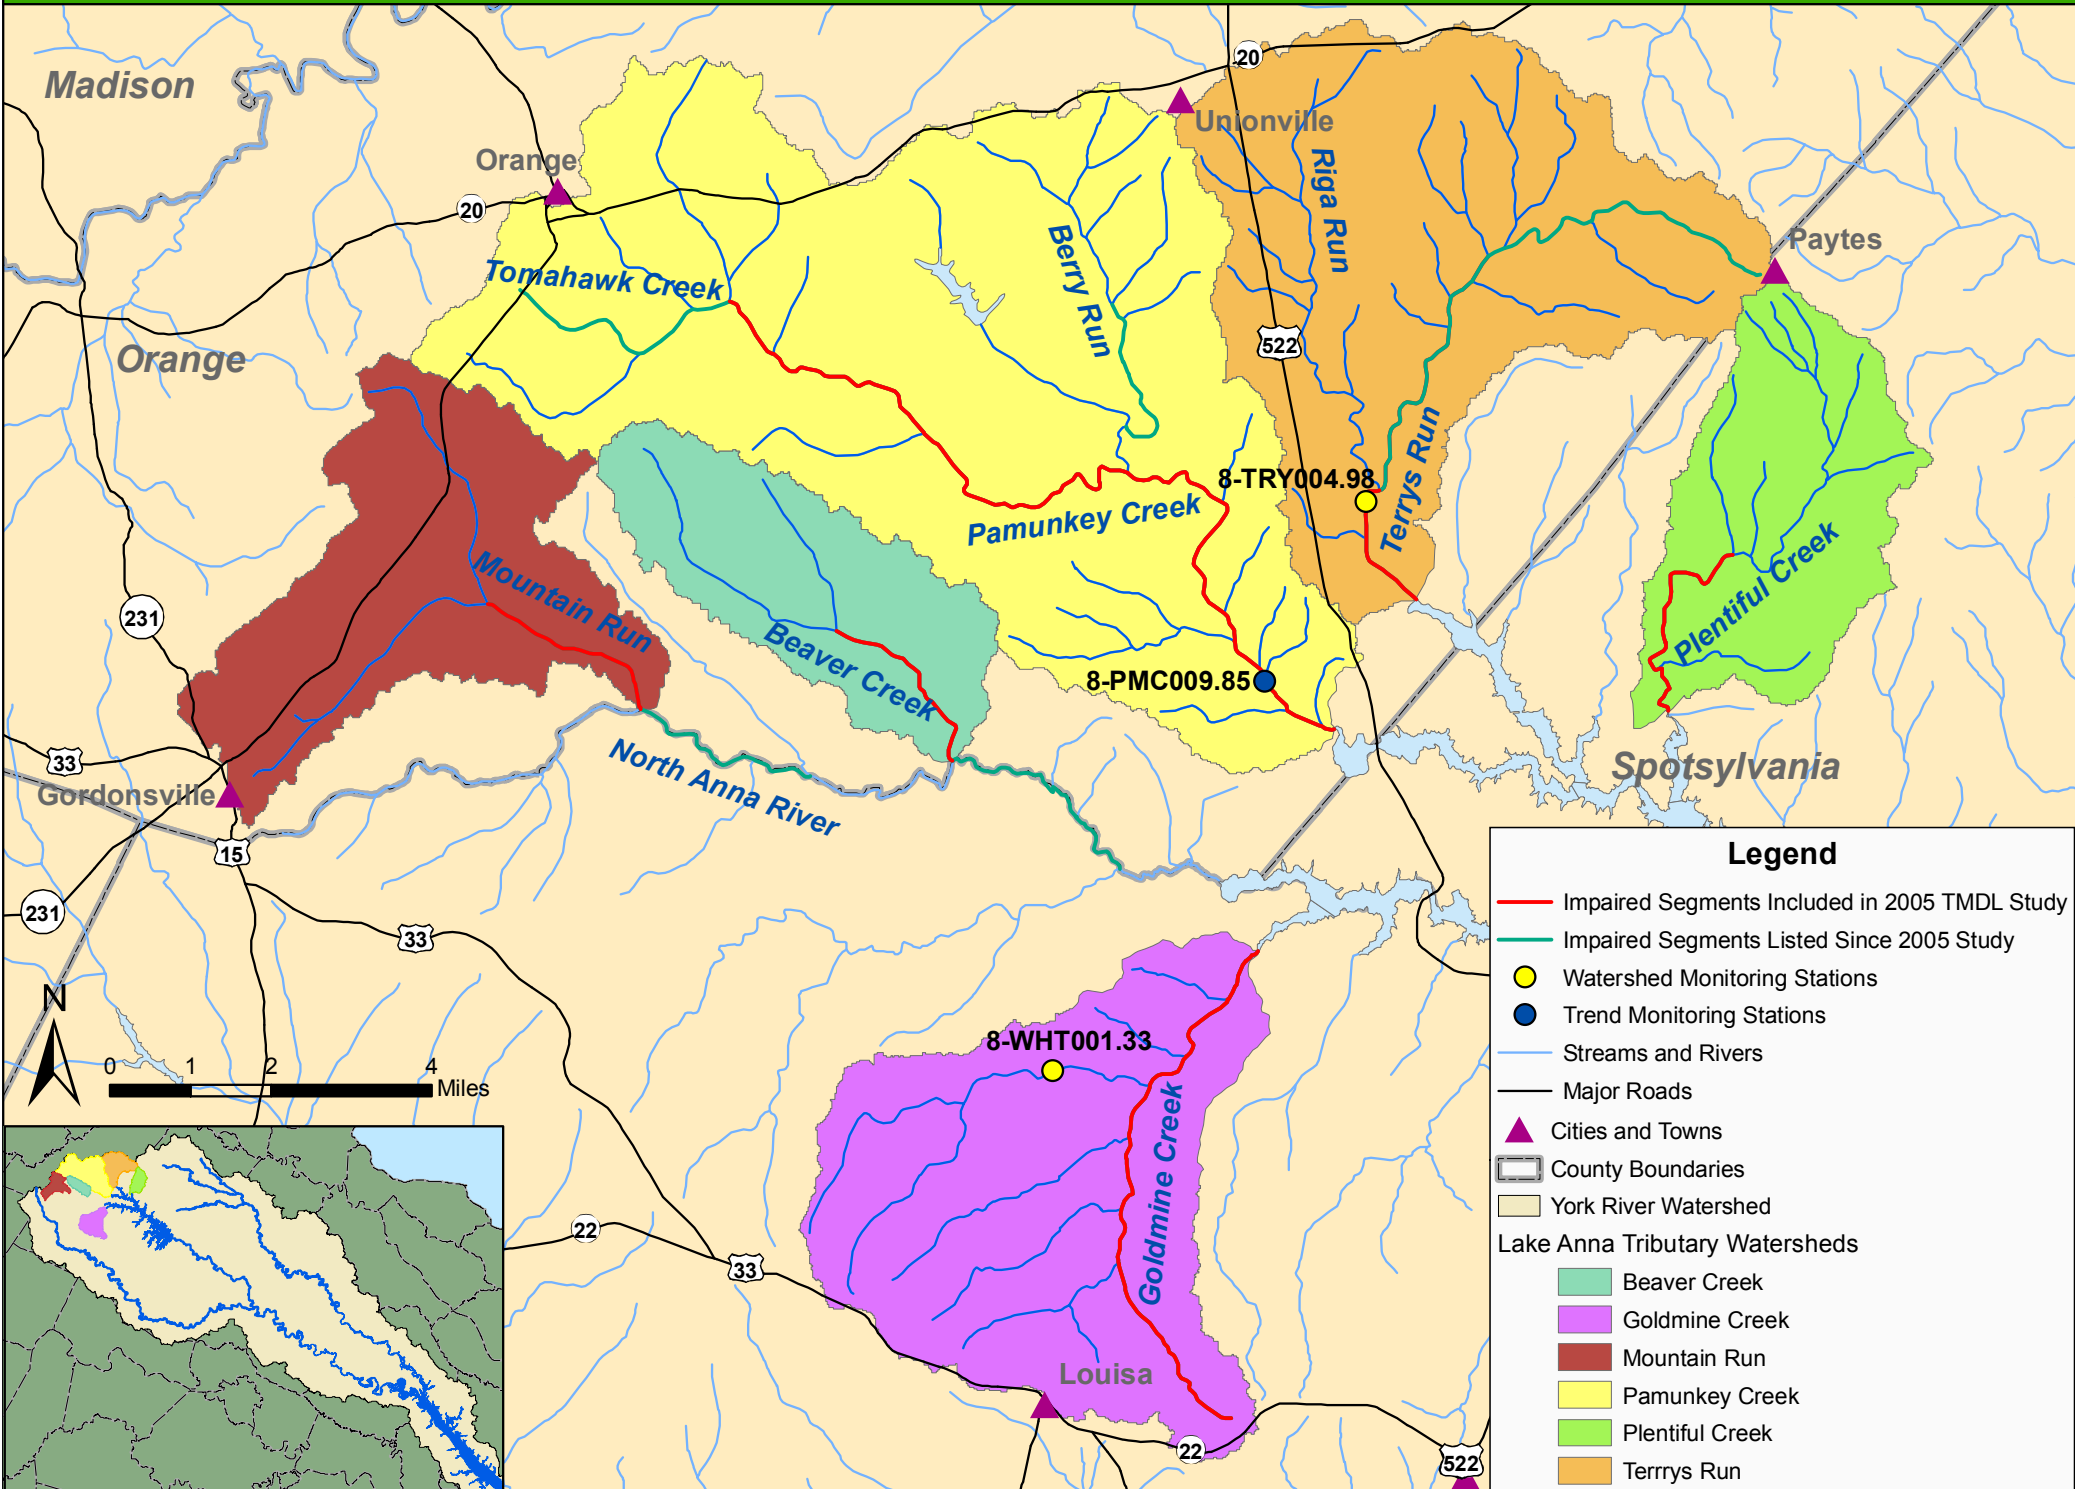 Madison
20
Unionville
Orange
Riga Run
20
Berry Run
Paytes
Tomahawk Creek
522
Orange
8-TRY004.98
Terrys Run
Pamunkey Creek
Plentiful Creek
Mountain Run
231
Beaver Creek
8-PMC009.85
33
North Anna River
Spotsylvania
Gordonsville
15
231
33
N
0 1 2 4
Miles
8-WHT001.33
Goldmine Creek
22
33
Louisa
22
522
Legend
Impaired Segments Included in 2005 TMDL Study
Impaired Segments Listed Since 2005 Study
Watershed Monitoring Stations
Trend Monitoring Stations
Streams and Rivers
Major Roads
Cities and Towns
County Boundaries
York River Watershed
Lake Anna Tributary Watersheds
Beaver Creek
Goldmine Creek
Mountain Run
Pamunkey Creek
Plentiful Creek
Terrrys Run